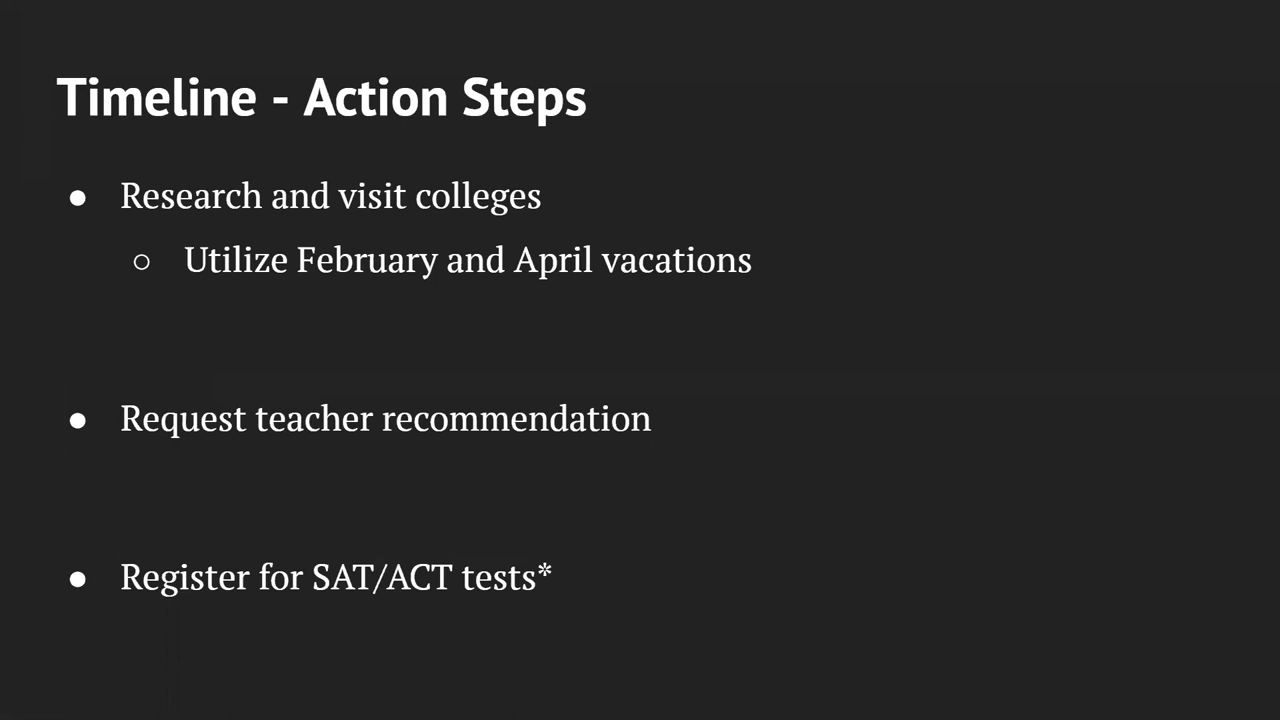 Timeline - Action Steps
● Research and visit colleges
○ Utilize February and April vacations
● Request teacher recommendation
● Register for SAT/ACT tests*